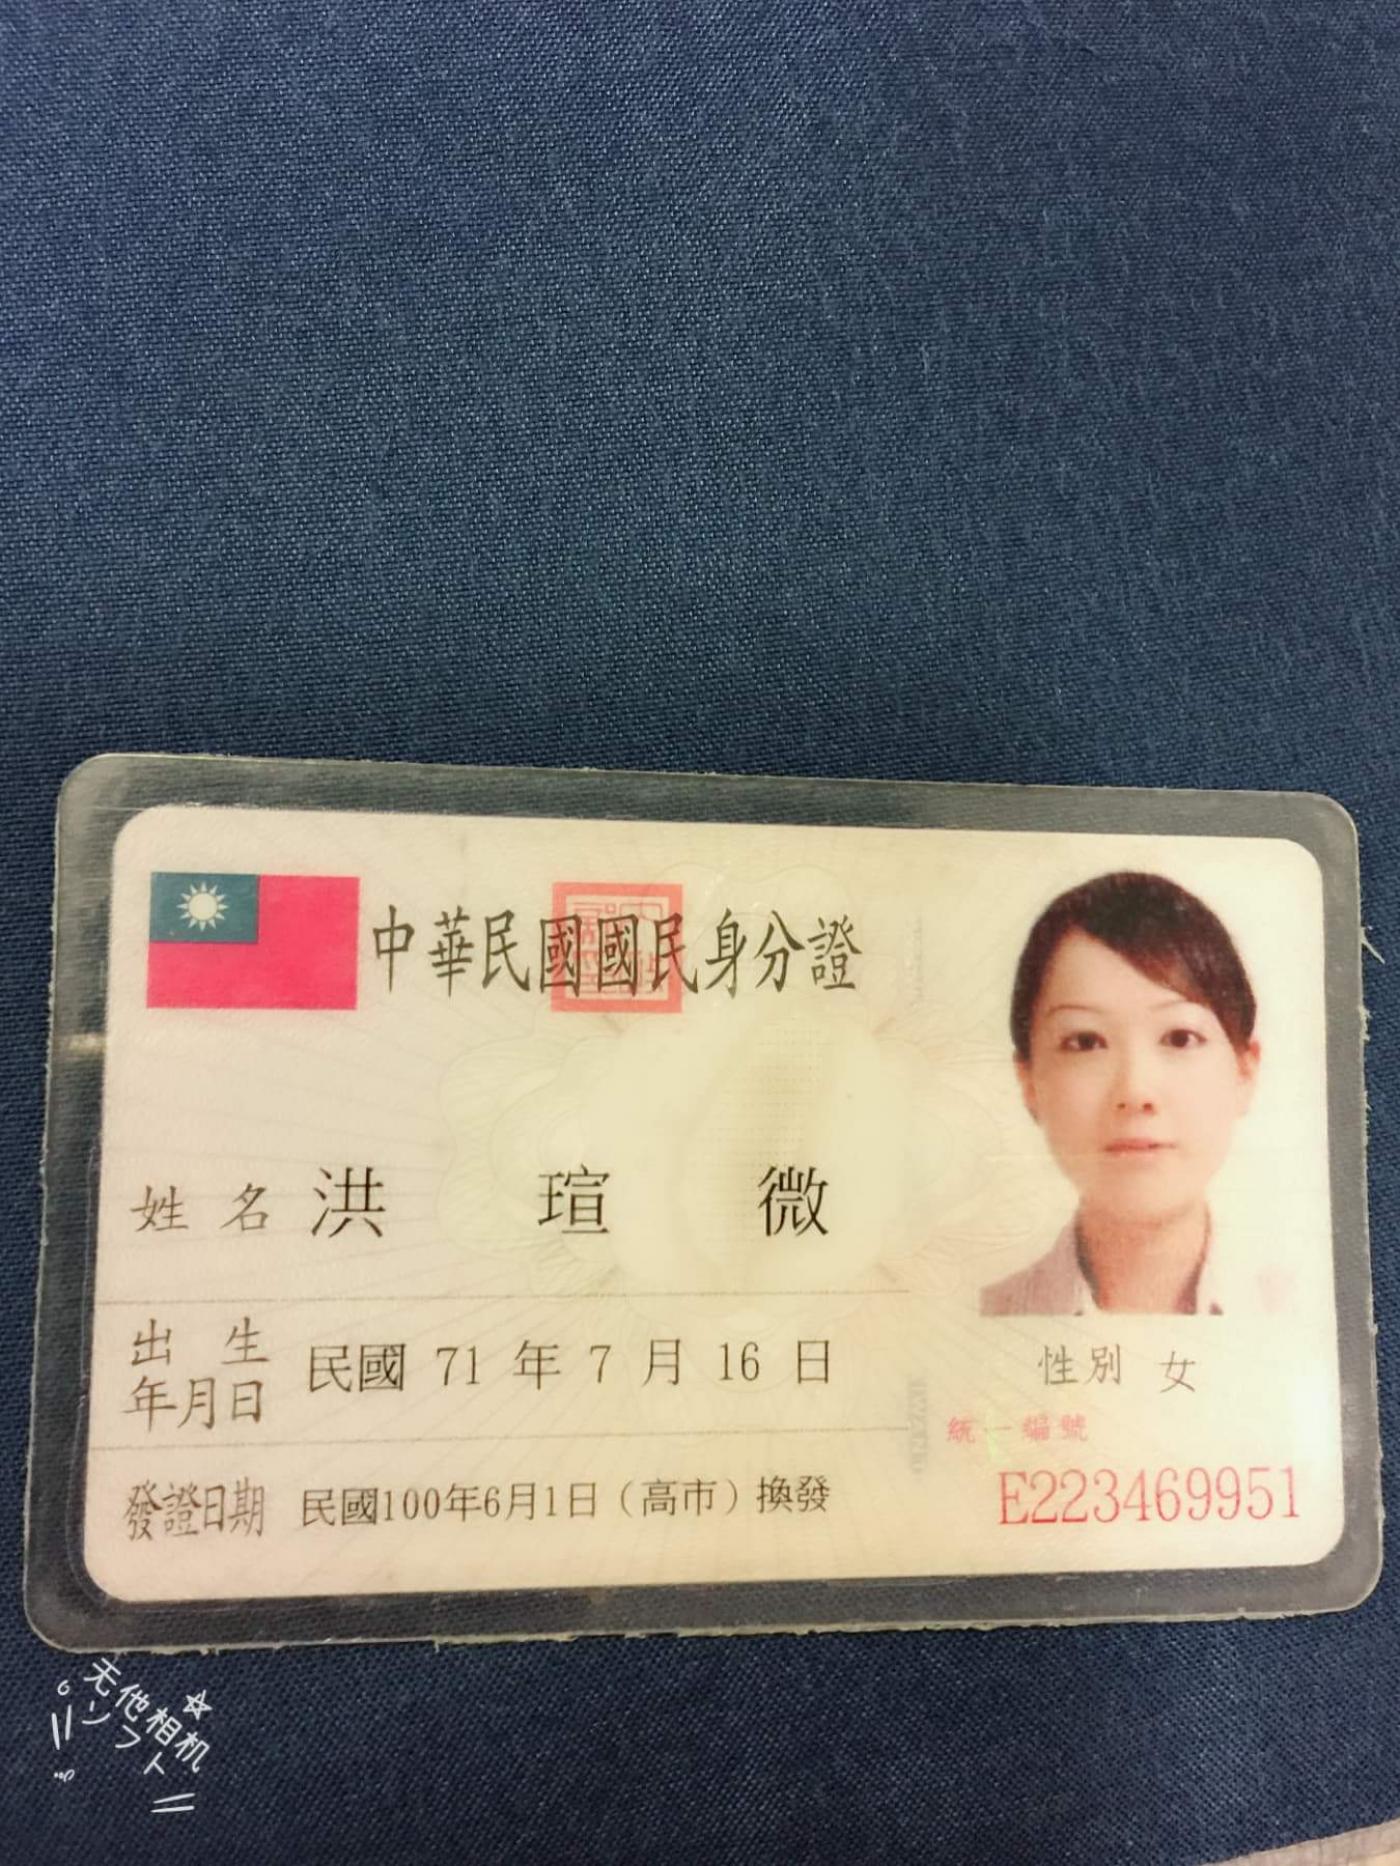 中華民國國民身分證
姓名 洪瑄微
出生年月日 民國 71 年 7 月 16 日
發證日期 民國100年6月1日（高市）換發
性別 女
統一編號
E223469951
无他相机
ソフト